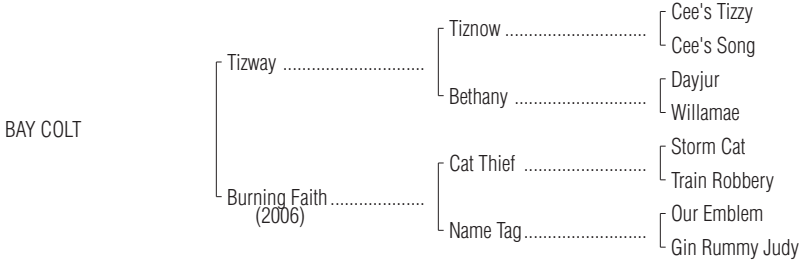 Cee's Tizzy
Tiznow ..............................
Cee's Song
Tizway ..............................
Dayjur
Bethany ............................
Willamae
BAY COLT
Storm Cat
Cat Thief ..........................
Train Robbery
Burning Faith ....................
(2006)
Our Emblem
Name Tag..........................
Gin Rummy Judy